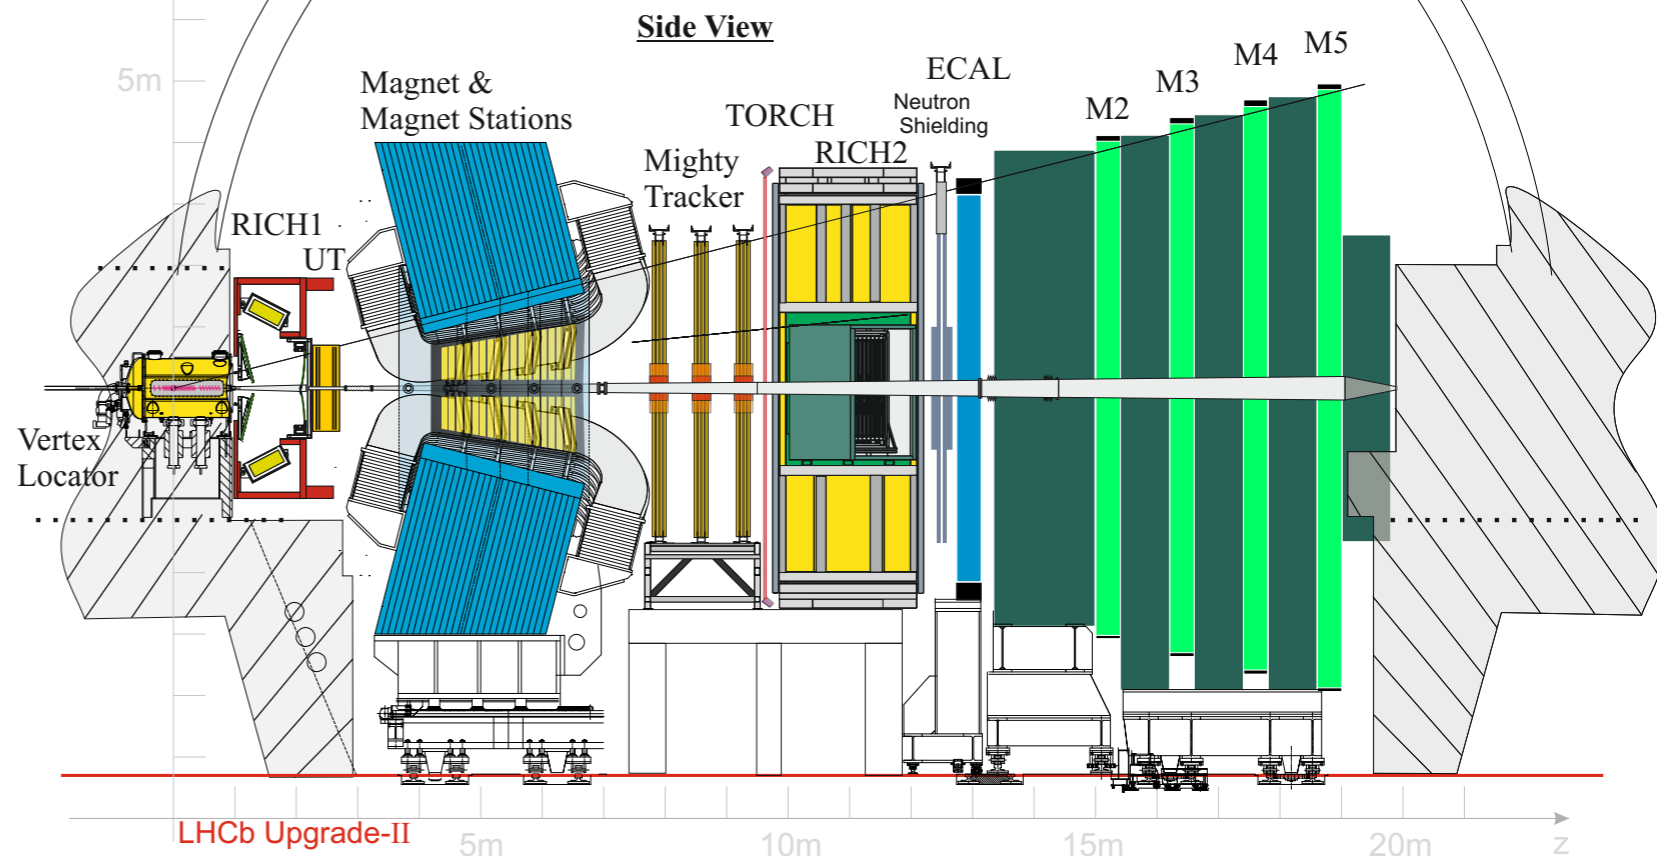 Side View
5m
Magnet &
Magnet Stations
TORCH
Mighty
Tracker
RICH2
Neutron
Shielding
ECAL
M2
M3
M4
M5
RICH1
UT
Vertex
Locator
LHCb Upgrade-II
5m
10m
15m
20m
z